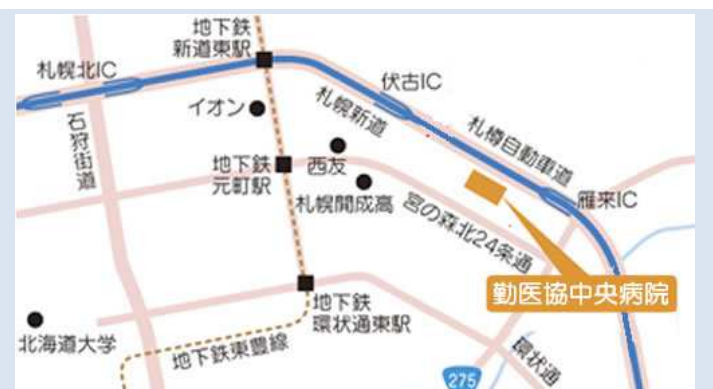 地下鉄
新道東駅
札幌北IC
伏古IC
イオン
札幌新道
札樽自動車道
石狩街道
地下鉄
元町駅
西友
札幌開成高
宮の森北24条通
雁来IC
勤医協中央病院
地下鉄
環状通東駅
北海道大学
地下鉄東豊線
環状通
275